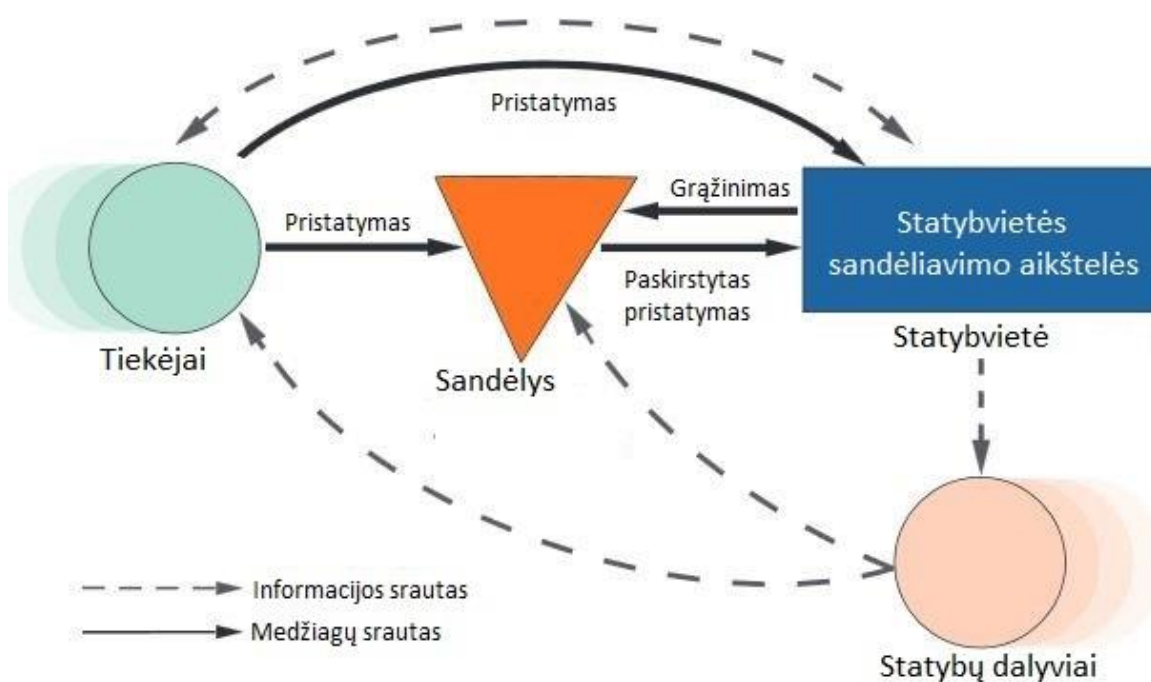 Pristatymas
Grąžinimas
Pristatymas
Statybvietės
sandėliavimo aikštelės
Paskirstytas
pristatymas
Statybvietė
Tiekėjai
Sandėlys
Informacijos srautas
Medžiagų srautas
Statybų dalyviai